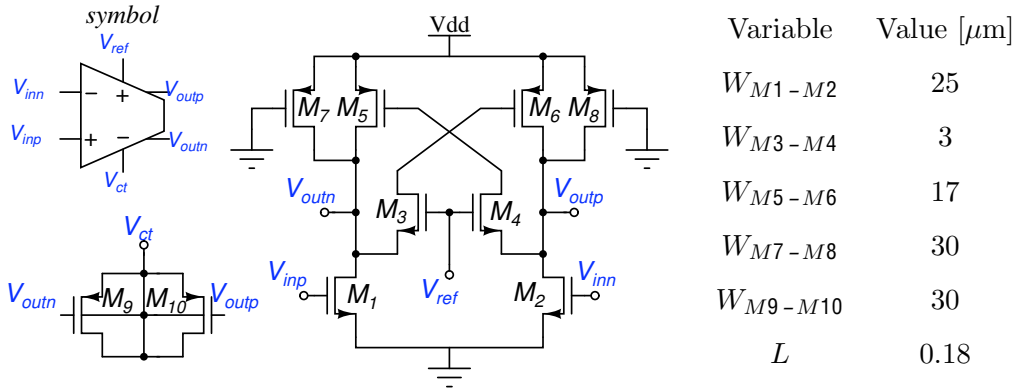 symbol
V_ref
V_inn
V_outp
V_inp
V_outn
V_ct
− +
+ −
V_ct
V_outn
M_9 M_10
V_outp
Vdd
M_7 M_5
M_6 M_8
V_outn
M_3 M_4
V_outp
V_inp
M_1
V_ref
M_2
V_inn
Variable Value [μm]
W_M1−M2 25
W_M3−M4 3
W_M5−M6 17
W_M7−M8 30
W_M9−M10 30
L 0.18